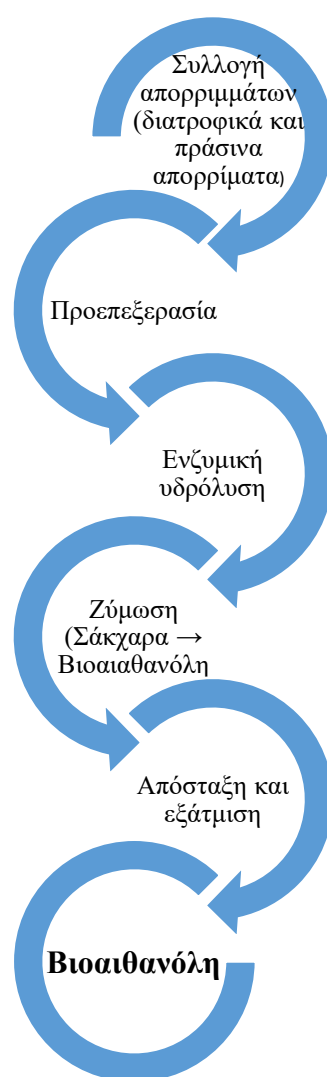 Συλλογή
απορριμμάτων
(διατροφικά και
πράσινα
απορρίματα)
Προεπεξερασία
Ενζυμική
υδρόλυση
Ζύμωση
(Σάκχαρα →
Βιοαιαθανόλη
Απόσταξη και
εξάτμιση
Βιοαιθανόλη